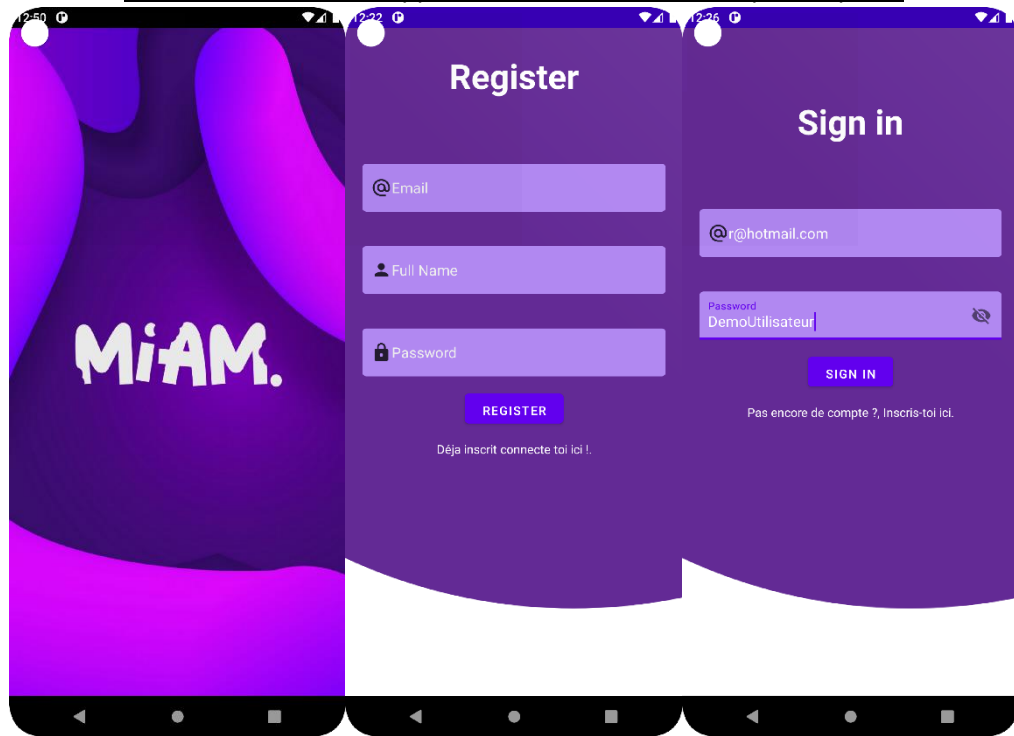 12:50
MiAM.
12:22
Register
@Email
Full Name
Password
REGISTER
Déja inscrit connecte toi ici !.
12:26
Sign in
@r@hotmail.com
Password
DemoUtilisateur
SIGN IN
Pas encore de compte ?, Inscris-toi ici.